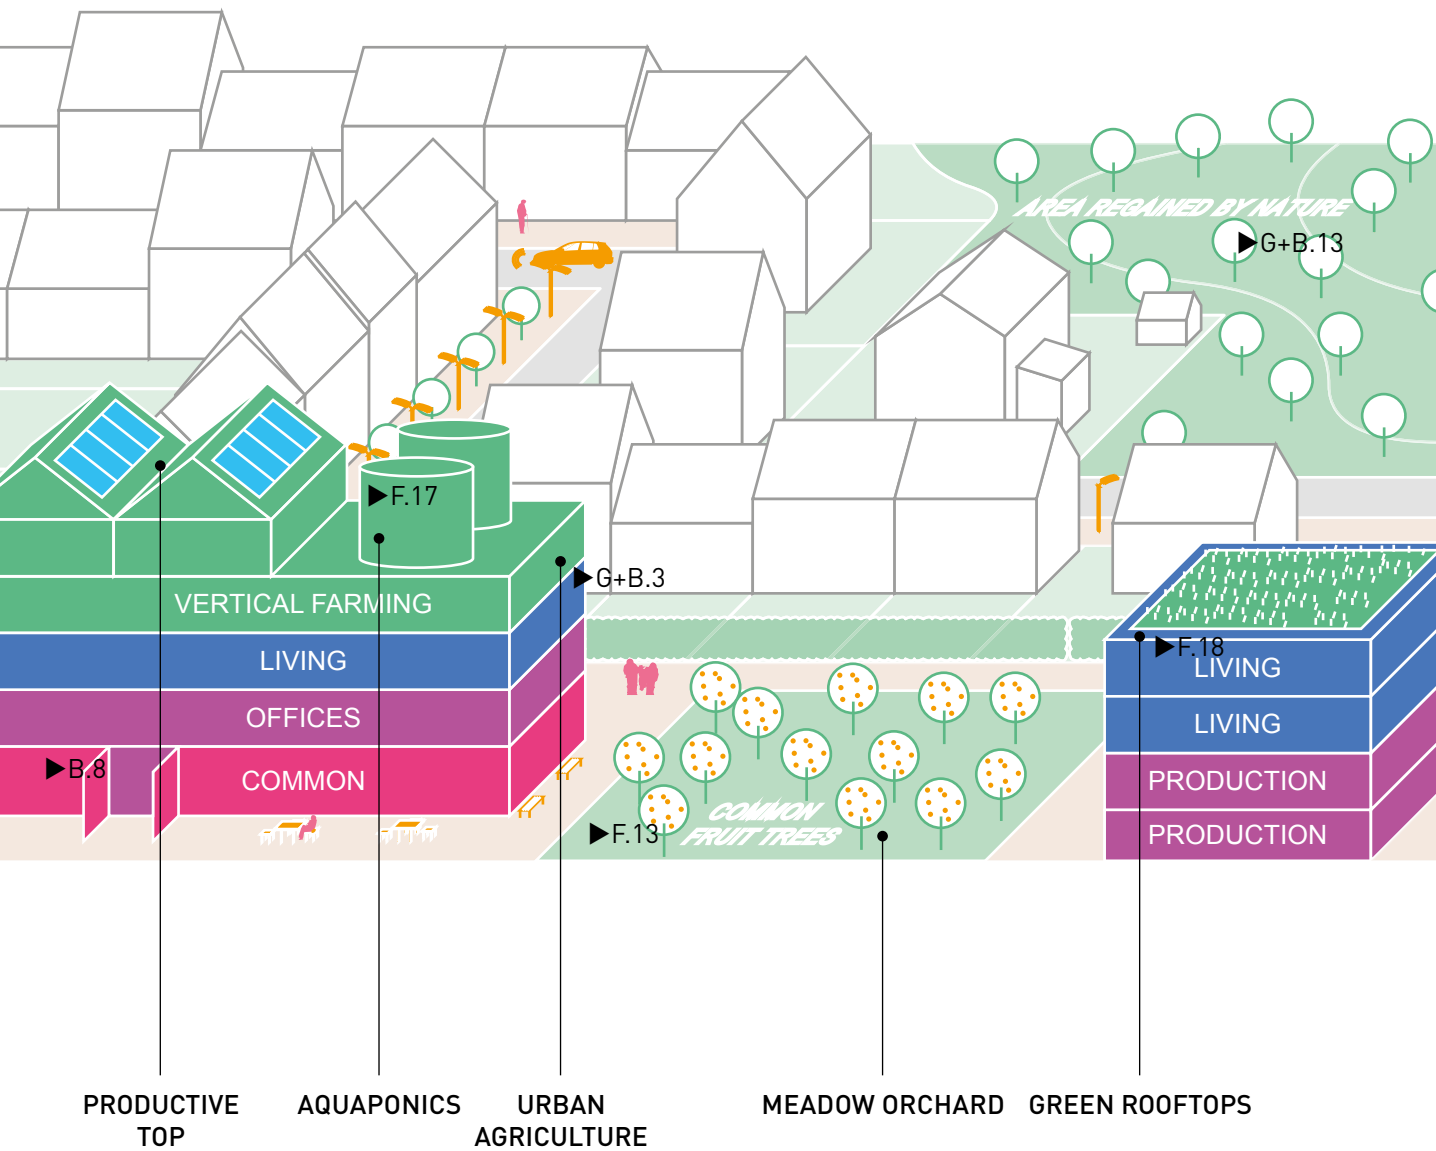 AREA REGAINED BY NATURE
▶G+B.13
▶F.17
▶G+B.3
VERTICAL FARMING
LIVING
OFFICES
▶B.8
COMMON
▶F.18
LIVING
LIVING
PRODUCTION
PRODUCTION
COMMON
FRUIT TREES
▶F.13
PRODUCTIVE
TOP
AQUAPONICS
URBAN
AGRICULTURE
MEADOW ORCHARD
GREEN ROOFTOPS